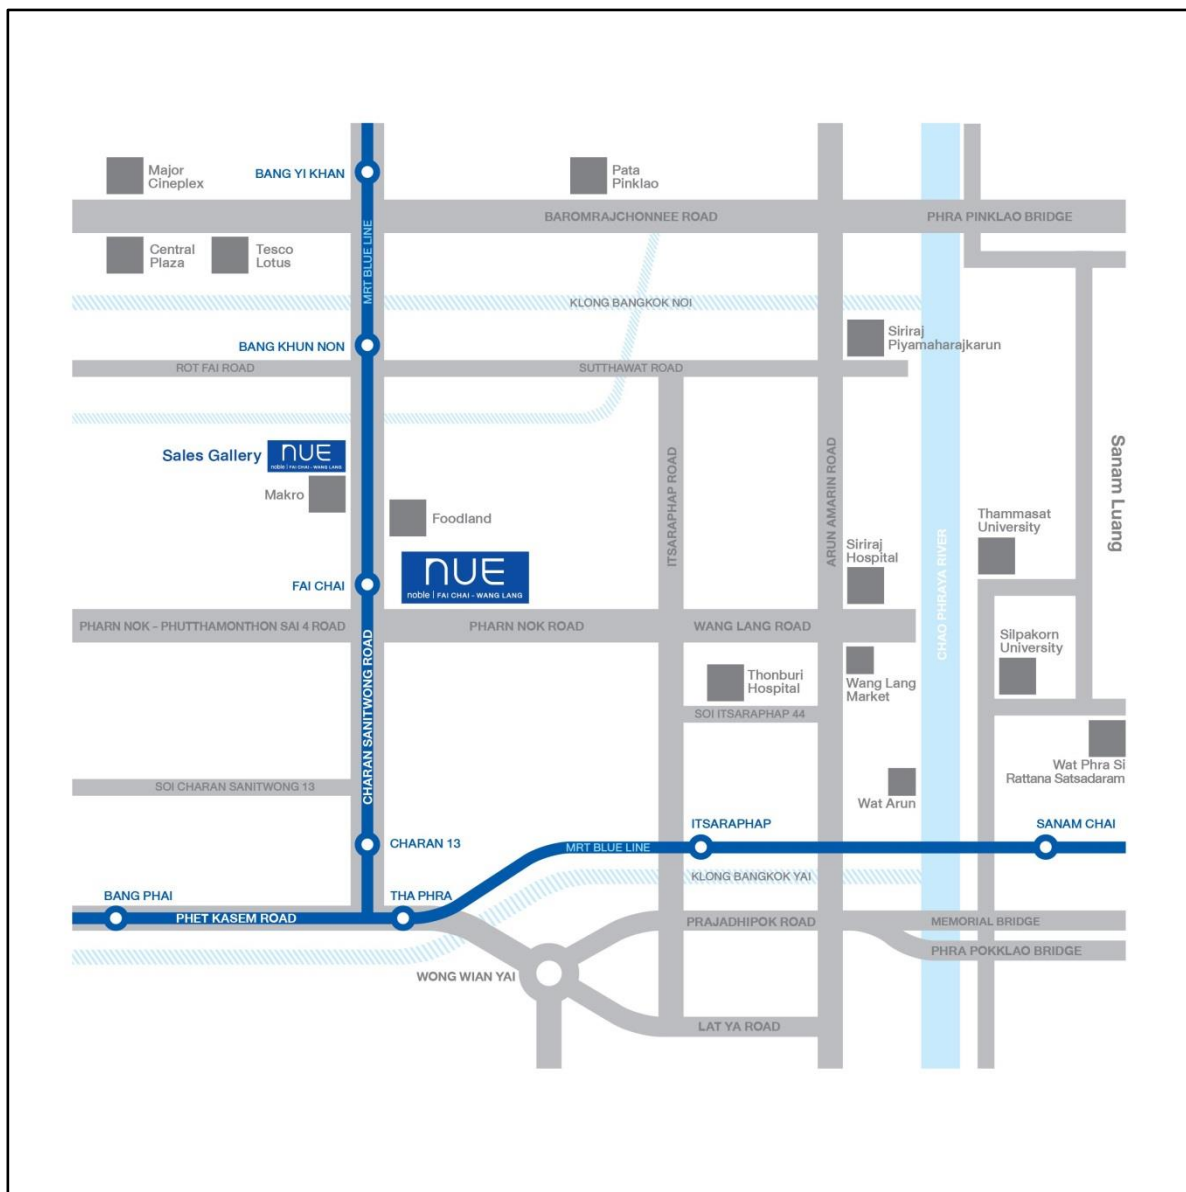 Major
Cineplex
BANG YI KHAN
Pata
Pinklao
BAROMRAJCHONNEE ROAD
PHRA PINKLAO BRIDGE
Central
Plaza
Tesco
Lotus
MRT BLUE LINE
KLONG BANGKOK NOI
BANG KHUN NON
Siriraj
Piyamaharajkarun
ROT FAI ROAD
SUTTHAWAT ROAD
Sales Gallery
nue
noble | FAI CHAI - WANG LANG
Makro
Foodland
ITSARAPHAP ROAD
ARUN AMARIN ROAD
Sanam Luang
Thammasat
University
Siriraj
Hospital
CHAO PHRAYA RIVER
FAI CHAI
nue
noble | FAI CHAI - WANG LANG
PHARN NOK - PHUTTHAMONTHON SAI 4 ROAD
PHARN NOK ROAD
WANG LANG ROAD
Silpakorn
University
CHARAN SANITWONG ROAD
Thonburi
Hospital
Wang Lang
Market
SOI ITSARAPHAP 44
Wat Phra Si
Rattana Satsadaram
SOI CHARAN SANITWONG 13
Wat Arun
CHARAN 13
ITSARAPHAP
SANAM CHAI
MRT BLUE LINE
KLONG BANGKOK YAI
BANG PHAI
THA PHRA
PHET KASEM ROAD
PRAJADHIPOK ROAD
MEMORIAL BRIDGE
PHRA POKKLAO BRIDGE
WONG WIAN YAI
LAT YA ROAD